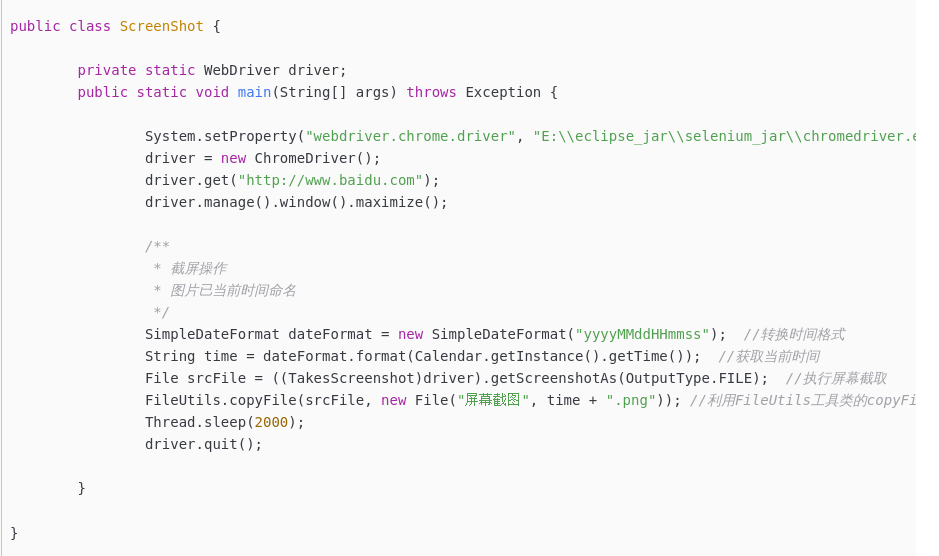 public class ScreenShot {
private static WebDriver driver;
public static void main(String[] args) throws Exception {
System.setProperty("webdriver.chrome.driver", "E:\\eclipse_jar\\selenium_jar\\chromedriver.e
driver = new ChromeDriver();
driver.get("http://www.baidu.com");
driver.manage().window().maximize();
/**
* 截屏操作
* 图片已当前时间命名
*/
SimpleDateFormat dateFormat = new SimpleDateFormat("yyyyMMddHHmmss");  //转换时间格式
String time = dateFormat.format(Calendar.getInstance().getTime());  //获取当前时间
File srcFile = ((TakesScreenshot)driver).getScreenshotAs(OutputType.FILE);  //执行屏幕截取
FileUtils.copyFile(srcFile, new File("屏幕截图", time + ".png")); //利用FileUtils工具类的copyFi
Thread.sleep(2000);
driver.quit();
}
}